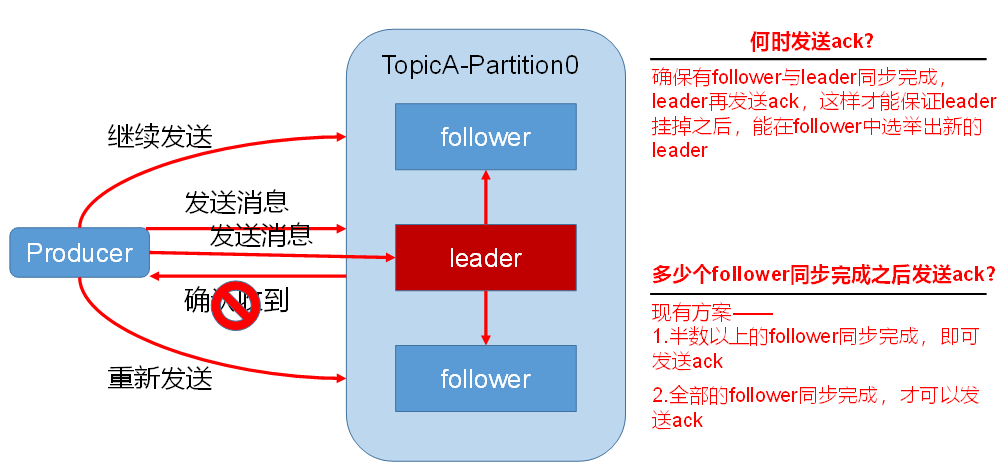 TopicA-Partition0
follower
继续发送
发送消息
发送消息
Producer
leader
确认收到
follower
重新发送
何时发送ack?
确保有follower与leader同步完成，
leader再发送ack，这样才能保证leader
挂掉之后，能在follower中选举出新的
leader
多少个follower同步完成之后发送ack?
现有方案——
1.半数以上的follower同步完成，即可
发送ack
2.全部的follower同步完成，才可以发
送ack